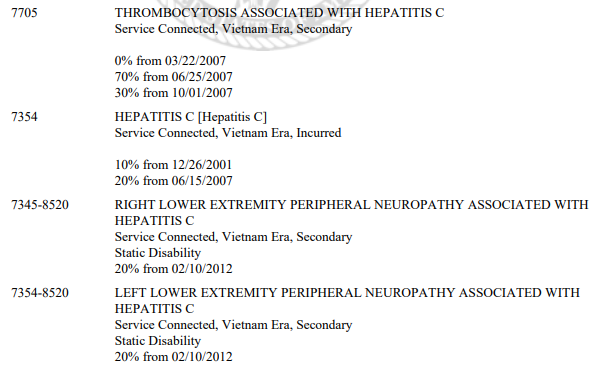 7705 THROMBOCYTOSIS ASSOCIATED WITH HEPATITIS C
Service Connected, Vietnam Era, Secondary
0% from 03/22/2007
70% from 06/25/2007
30% from 10/01/2007
7354 HEPATITIS C [Hepatitis C]
Service Connected, Vietnam Era, Incurred
10% from 12/26/2001
20% from 06/15/2007
7345-8520 RIGHT LOWER EXTREMITY PERIPHERAL NEUROPATHY ASSOCIATED WITH
HEPATITIS C
Service Connected, Vietnam Era, Secondary
Static Disability
20% from 02/10/2012
7354-8520 LEFT LOWER EXTREMITY PERIPHERAL NEUROPATHY ASSOCIATED WITH
HEPATITIS C
Service Connected, Vietnam Era, Secondary
Static Disability
20% from 02/10/2012